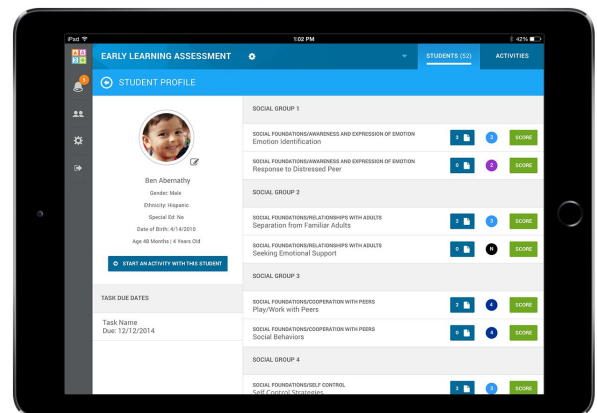 iPad
1:02 PM
42%
EARLY LEARNING ASSESSMENT
STUDENTS (52)
ACTIVITIES
STUDENT PROFILE
Ben Abernathy
Gender: Male
Ethnicity: Hispanic
Special Ed: No
Date of Birth: 4/14/2010
Age 48 Months | 4 Years Old
START AN ACTIVITY WITH THIS STUDENT
TASK DUE DATES
Task Name
Due: 12/12/2014
SOCIAL GROUP 1
SOCIAL FOUNDATIONS/AWARENESS AND EXPRESSION OF EMOTION
Emotion Identification
3 3 SCORE
SOCIAL FOUNDATIONS/AWARENESS AND EXPRESSION OF EMOTION
Response to Distressed Peer
0 2 SCORE
SOCIAL GROUP 2
SOCIAL FOUNDATIONS/RELATIONSHIPS WITH ADULTS
Separation from Familiar Adults
3 3 SCORE
SOCIAL FOUNDATIONS/RELATIONSHIPS WITH ADULTS
Seeking Emotional Support
0 N SCORE
SOCIAL GROUP 3
SOCIAL FOUNDATIONS/COOPERATION WITH PEERS
Play/Work with Peers
3 4 SCORE
SOCIAL FOUNDATIONS/COOPERATION WITH PEERS
Social Behaviors
0 4 SCORE
SOCIAL GROUP 4
SOCIAL FOUNDATIONS/SELF CONTROL
Self Control Strategies
3 3 SCORE